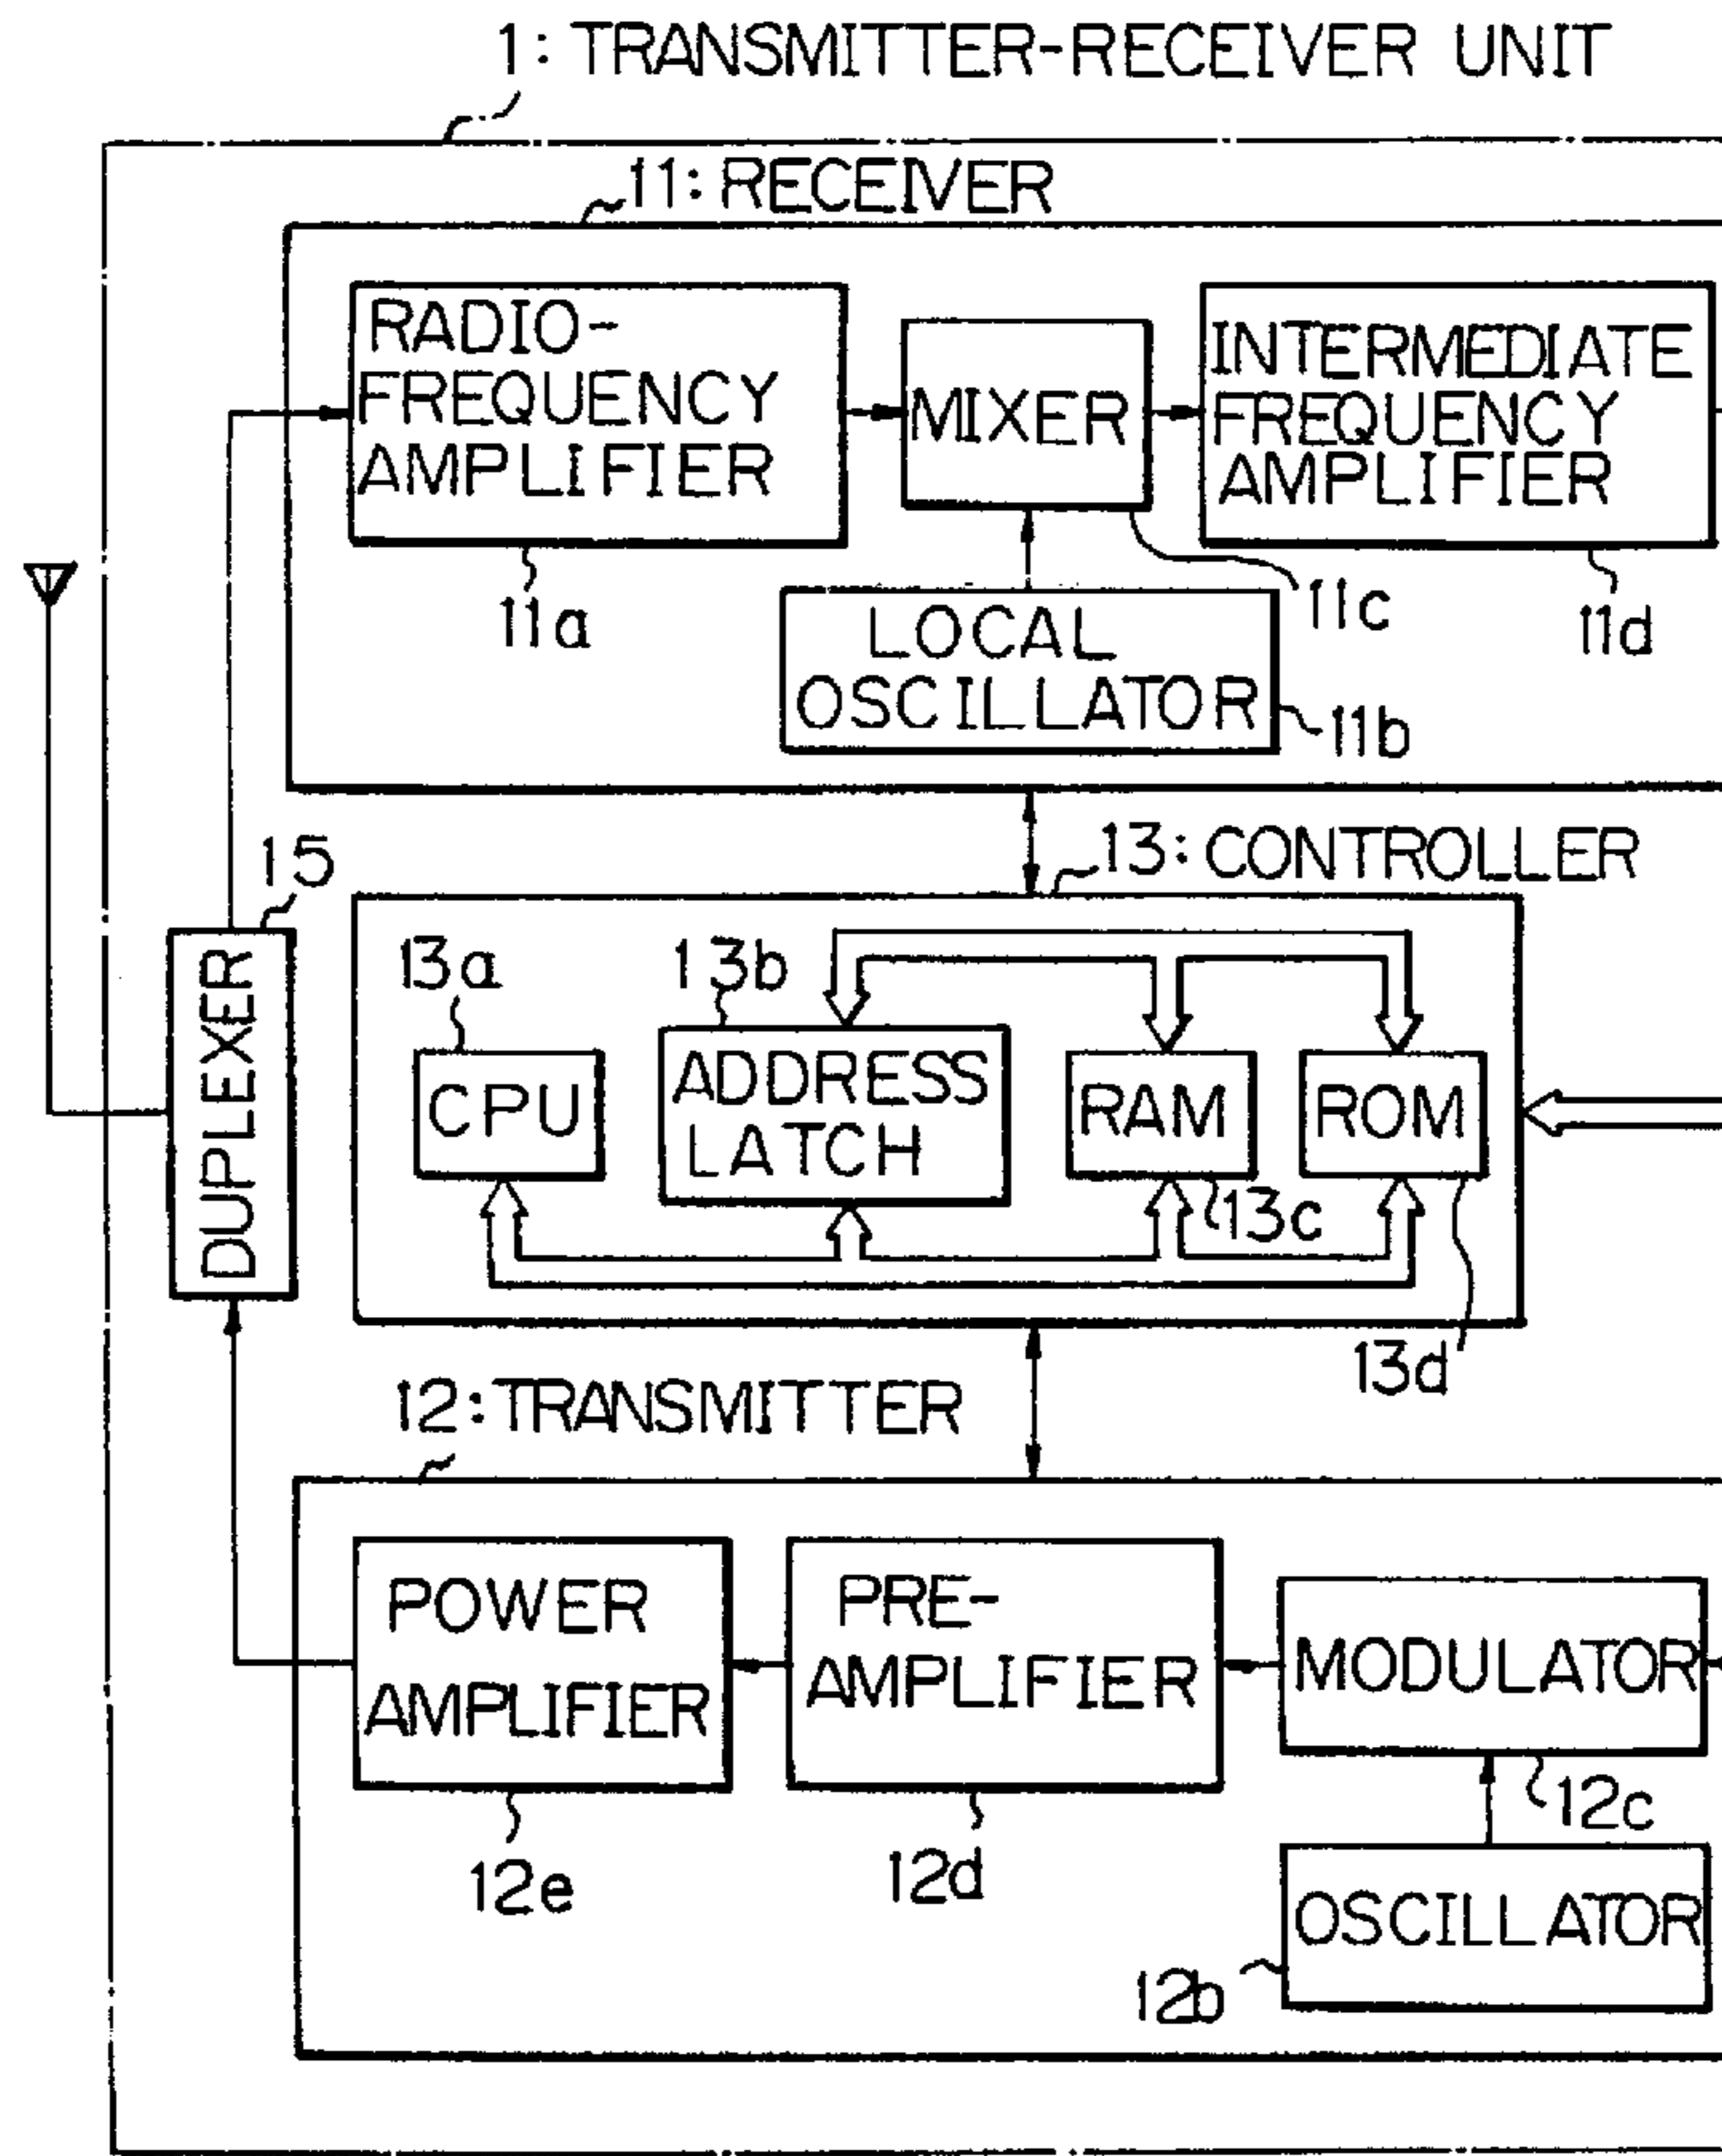 1: TRANSMITTER-RECEIVER UNIT
11: RECEIVER
RADIO-
FREQUENCY
AMPLIFIER
MIXER
INTERMEDIATE
FREQUENCY
AMPLIFIER
11a
11c
11d
LOCAL
OSCILLATOR
11b
13: CONTROLLER
15
DUPLEXER
13a
13b
CPU
ADDRESS
LATCH
RAM
ROM
13c
13d
12: TRANSMITTER
POWER
AMPLIFIER
PRE-
AMPLIFIER
MODULATOR
12e
12d
12c
OSCILLATOR
12b